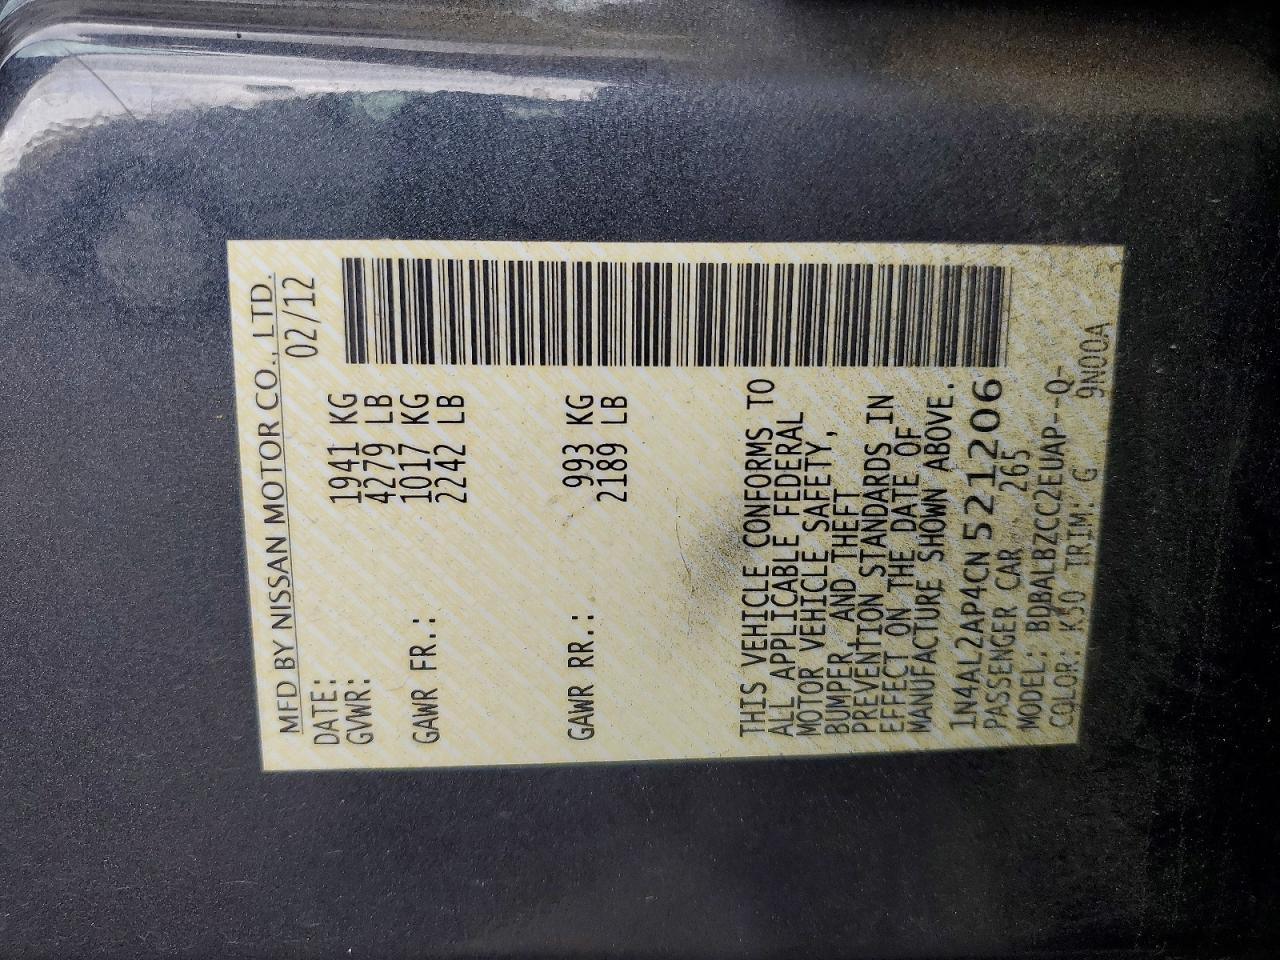 MFD BY NISSAN MOTOR CO., LTD.
DATE: 02/12
GVWR: 1941 KG
4279 LB
GAWR FR.: 1017 KG
2242 LB
GAWR RR.: 993 KG
2189 LB
THIS VEHICLE CONFORMS TO
ALL APPLICABLE FEDERAL
MOTOR VEHICLE SAFETY,
BUMPER, AND THEFT
PREVENTION STANDARDS IN
EFFECT ON THE DATE OF
MANUFACTURE SHOWN ABOVE.
1N4AL2AP4CN521206
PASSENGER CAR 265
MODEL: BDBALBZCC2EUAP--Q-
COLOR: K50 TRIM: G 9N00A 3